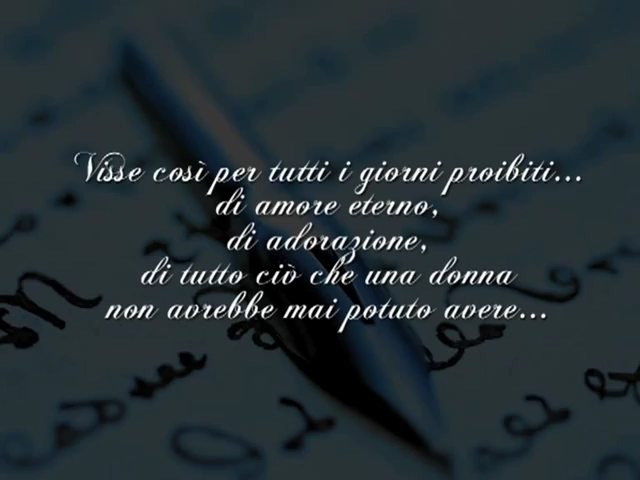 Visse così per tutti i giorni proibiti...
di amore eterno,
di adorazione,
di tutto ciò che una donna
non avrebbe mai potuto avere...